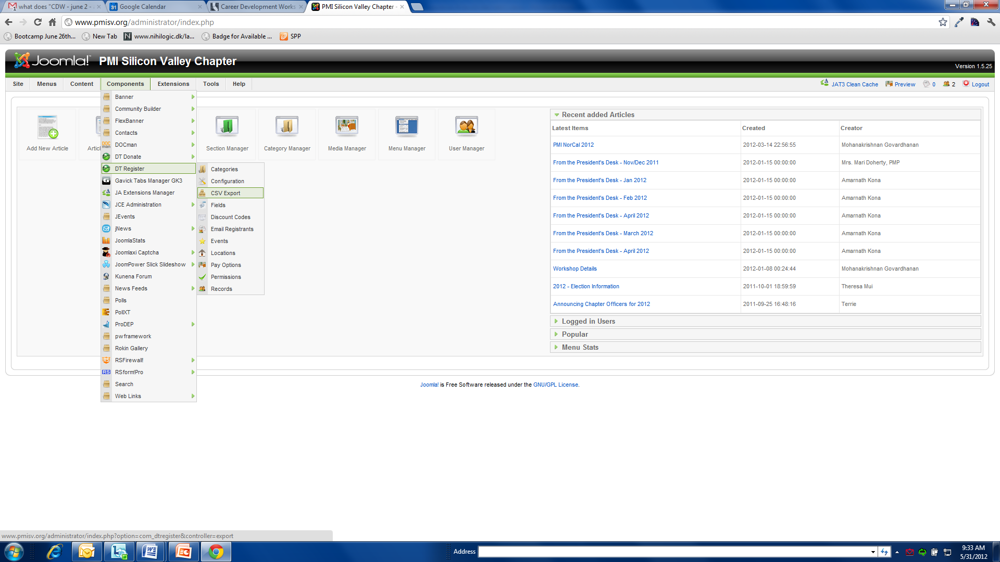 what does "CDW - june 2 -
Google Calendar
Career Development Works
PMI Silicon Valley Chapter -
www.pmisv.org/administrator/index.php
Bootcamp June 26th...
New Tab
www.nihilogic.dk/la...
Badge for Available ...
SPP
Joomla!
PMI Silicon Valley Chapter
Version 1.5.25
Site
Menus
Content
Components
Extensions
Tools
Help
JAT3 Clean Cache
Preview
0
2
Logout
Banner
Community Builder
FlexBanner
Contacts
DOCman
DT Donate
DT Register
Gavick Tabs Manager GK3
JA Extensions Manager
JCE Administration
JEvents
jNews
JoomlaStats
Joomlaxi Captcha
JoomPower Slick Slideshow
Kunena Forum
News Feeds
Polls
PollXT
ProDEP
pwframework
Rokin Gallery
RSFirewall!
RSform!Pro
Search
Web Links
Categories
Configuration
CSV Export
Fields
Discount Codes
Email Registrants
Events
Locations
Pay Options
Permissions
Records
Add New Article
Artic
Section Manager
Category Manager
Media Manager
Menu Manager
User Manager
Recent added Articles
Latest Items Created Creator
PMI NorCal 2012 2012-03-14 22:56:55 Mohanakrishnan Govardhanan
From the President's Desk - Nov/Dec 2011 2012-01-15 00:00:00 Mrs. Mari Doherty, PMP
From the President's Desk - Jan 2012 2012-01-15 00:00:00 Amarnath Kona
From the President's Desk - Feb 2012 2012-01-15 00:00:00 Amarnath Kona
From the President's Desk - April 2012 2012-01-15 00:00:00 Amarnath Kona
From the President's Desk - March 2012 2012-01-15 00:00:00 Amarnath Kona
From the President's Desk - April 2012 2012-01-15 00:00:00 Amarnath Kona
Workshop Details 2012-01-08 00:24:44 Mohanakrishnan Govardhanan
2012 - Election Information 2011-10-01 18:59:59 Theresa Mui
Announcing Chapter Officers for 2012 2011-09-25 16:48:16 Terrie
Logged in Users
Popular
Menu Stats
Joomla! is Free Software released under the GNU/GPL License.
www.pmisv.org/administrator/index.php?option=com_dtregister&controller=export
Address
9:33 AM
5/31/2012